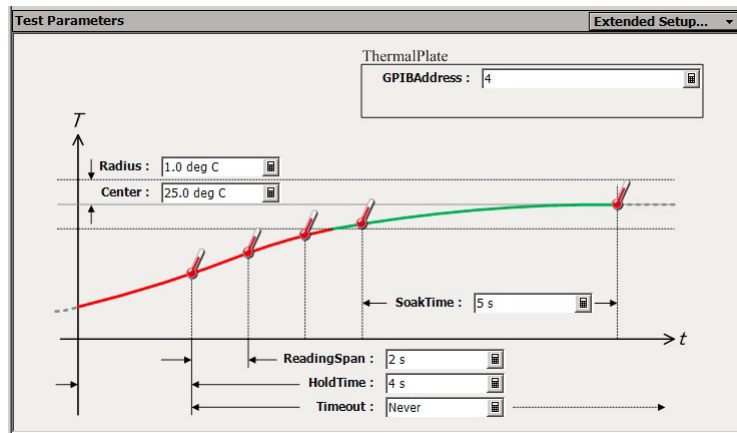 Test Parameters
Extended Setup...
ThermalPlate
GPIBAddress : 4
T
Radius : 1.0 deg C
Center : 25.0 deg C
SoakTime : 5 s
t
ReadingSpan : 2 s
HoldTime : 4 s
Timeout : Never